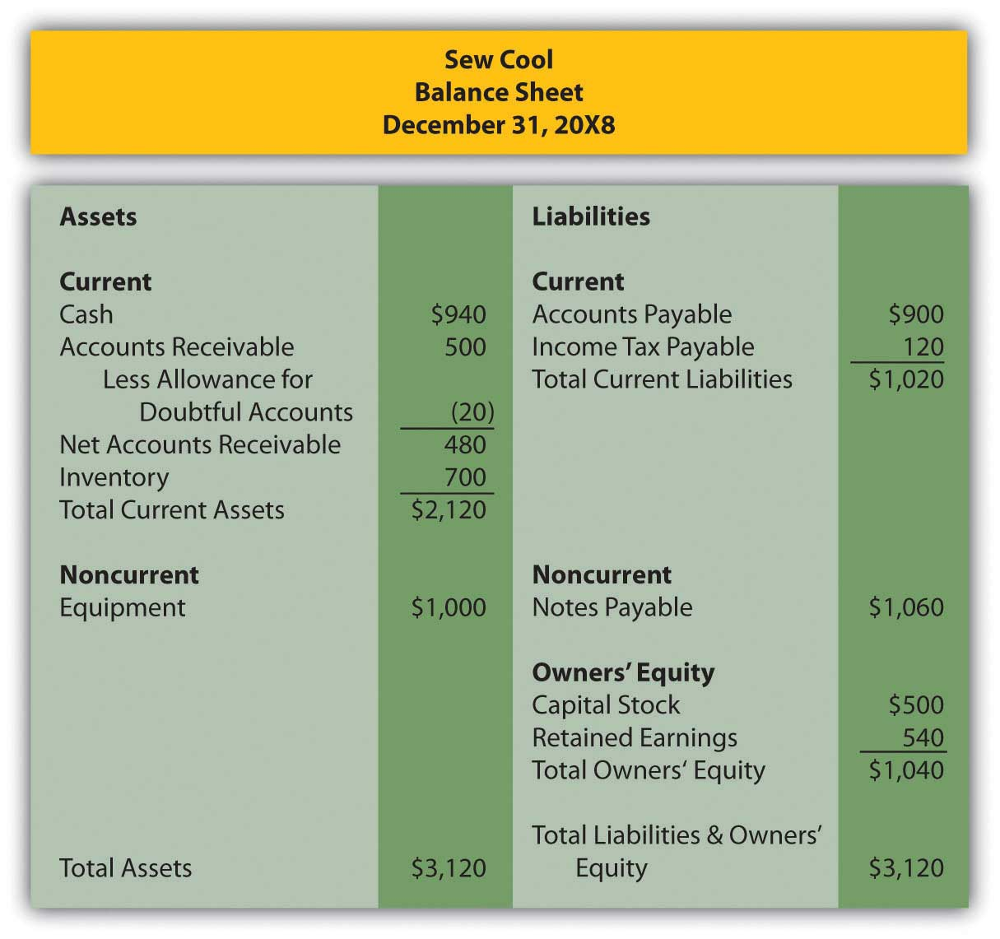 Sew Cool
Balance Sheet
December 31, 20X8
Assets
Current
Cash $940
Accounts Receivable 500
Less Allowance for
Doubtful Accounts (20)
Net Accounts Receivable 480
Inventory 700
Total Current Assets $2,120
Noncurrent
Equipment $1,000
Total Assets $3,120
Liabilities
Current
Accounts Payable $900
Income Tax Payable 120
Total Current Liabilities $1,020
Noncurrent
Notes Payable $1,060
Owners’ Equity
Capital Stock $500
Retained Earnings 540
Total Owners‘ Equity $1,040
Total Liabilities & Owners’
Equity $3,120